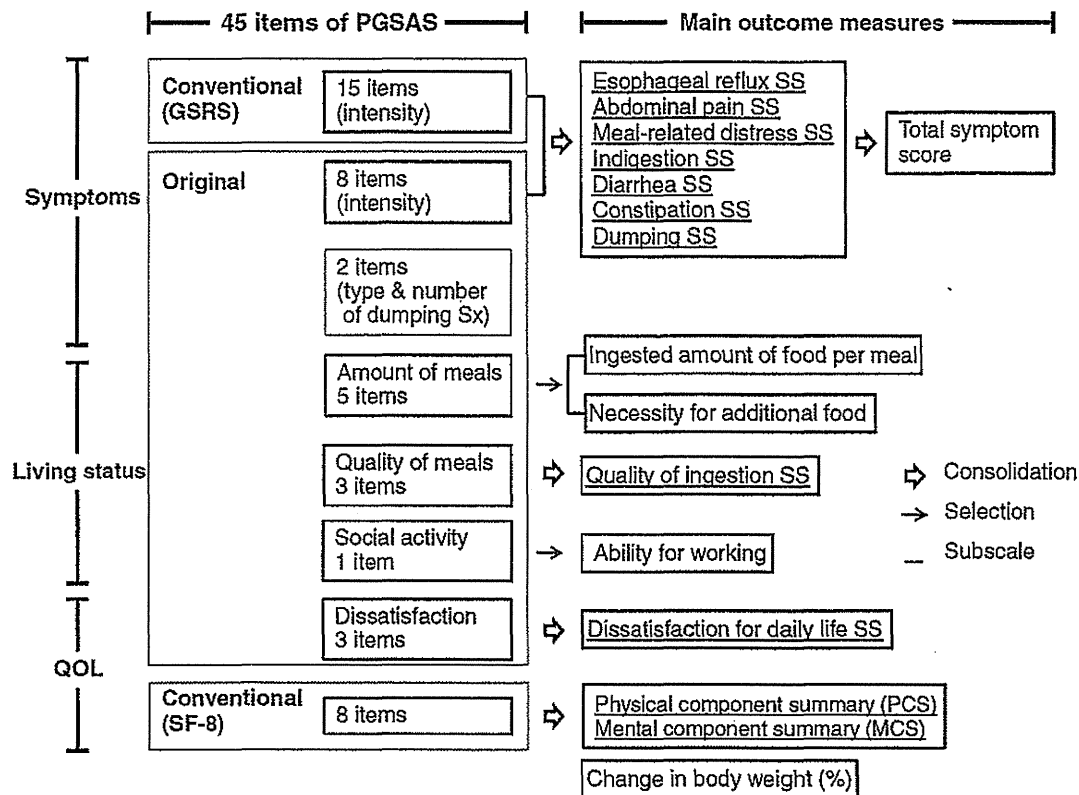 45 items of PGSAS
Main outcome measures
Symptoms
Conventional
(GSRS)
15 items
(intensity)
Original
8 items
(intensity)
2 items
(type & number
of dumping Sx)
Esophageal reflux SS
Abdominal pain SS
Meal-related distress SS
Indigestion SS
Diarrhea SS
Constipation SS
Dumping SS
Total symptom
score
Living status
Amount of meals
5 items
Ingested amount of food per meal
Necessity for additional food
Quality of meals
3 items
Quality of ingestion SS
Social activity
1 item
Ability for working
Consolidation
Selection
Subscale
QOL
Dissatisfaction
3 items
Dissatisfaction for daily life SS
Conventional
(SF-8)
8 items
Physical component summary (PCS)
Mental component summary (MCS)
Change in body weight (%)